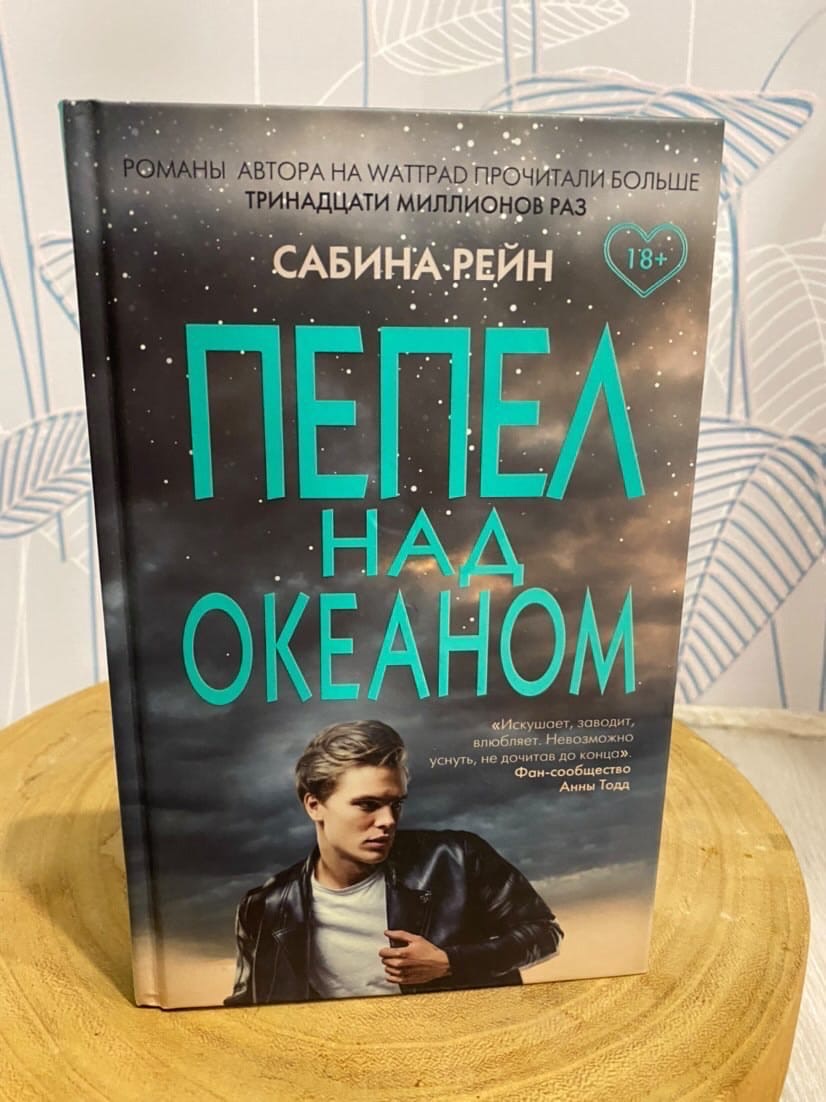 РОМАНЫ АВТОРА НА WATTPAD ПРОЧИТАЛИ БОЛЬШЕ
ТРИНАДЦАТИ МИЛЛИОНОВ РАЗ
САБИНА РЕЙН
18+
ПЕПЕЛ
НАД
ОКЕАНОМ
«Искушает, заводит,
влюбляет. Невозможно
уснуть, не дочитав до конца».
Фан-сообщество
Анны Тодд